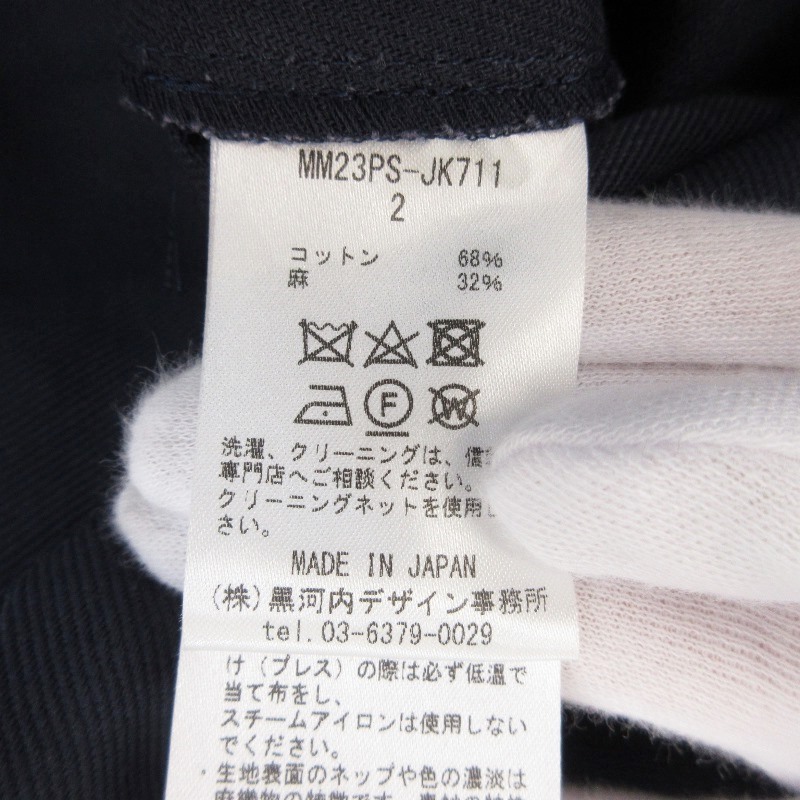 MM23PS-JK711
2
コットン 68%
麻 32%
F W
洗濯、クリーニングは、
専門店へご相談ください。
クリーニングネットを使用
さい。
MADE IN JAPAN
(株)黒河内デザイン事務所
tel.03-6379-0029
け(プレス)の際は必ず低温で
当て布をし、
スチームアイロンは使用しない
でください。
・生地表面のネップや色の濃淡は